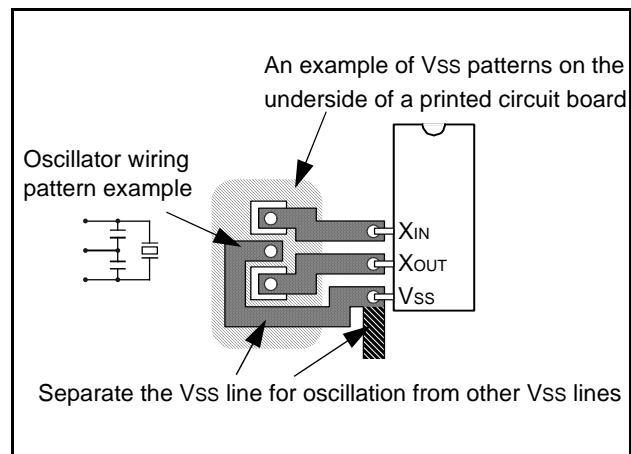 An example of VSS patterns on the
underside of a printed circuit board
Oscillator wiring
pattern example
XIN
XOUT
VSS
Separate the VSS line for oscillation from other VSS lines